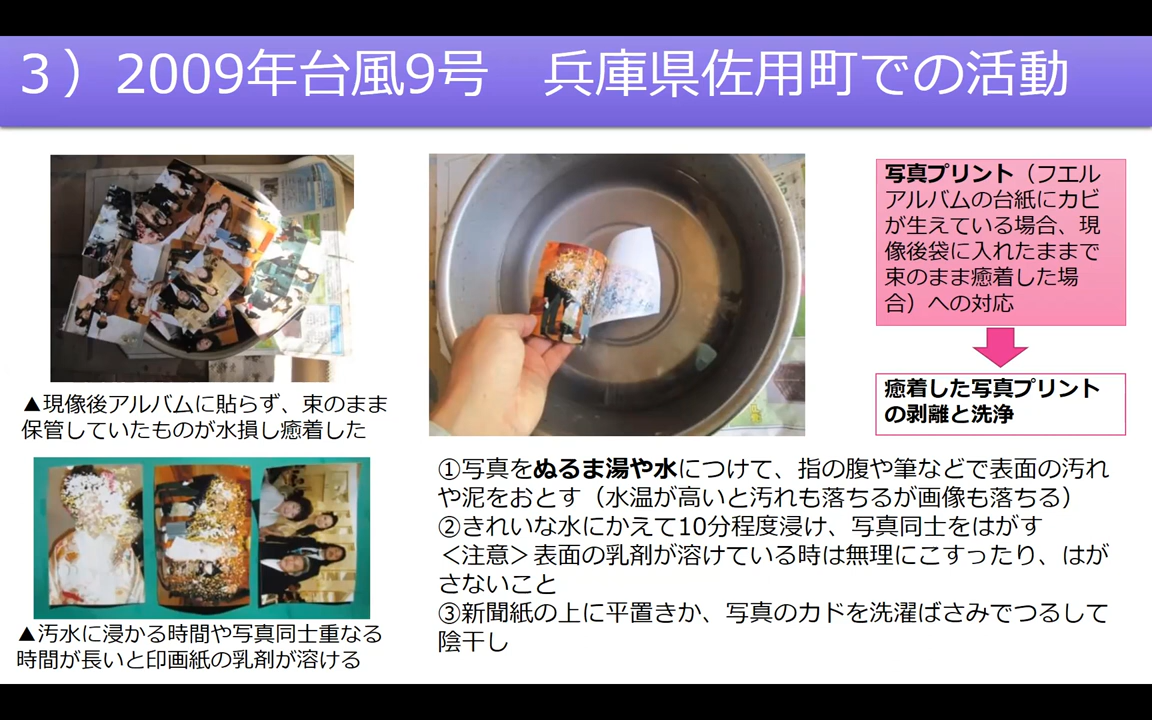 ３）2009年台風9号　兵庫県佐用町での活動
▲現像後アルバムに貼らず、束のまま
保管していたものが水損し癒着した
▲汚水に浸かる時間や写真同士重なる
時間が長いと印画紙の乳剤が溶ける
写真プリント（フエル
アルバムの台紙にカビ
が生えている場合、現
像後袋に入れたままで
束のまま癒着した場
合）への対応
癒着した写真プリント
の剥離と洗浄
①写真をぬるま湯や水につけて、指の腹や筆などで表面の汚れ
や泥をおとす（水温が高いと汚れも落ちるが画像も落ちる）
②きれいな水にかえて10分程度浸け、写真同士をはがす
＜注意＞表面の乳剤が溶けている時は無理にこすったり、はが
さないこと
③新聞紙の上に平置きか、写真のカドを洗濯ばさみでつるして
陰干し